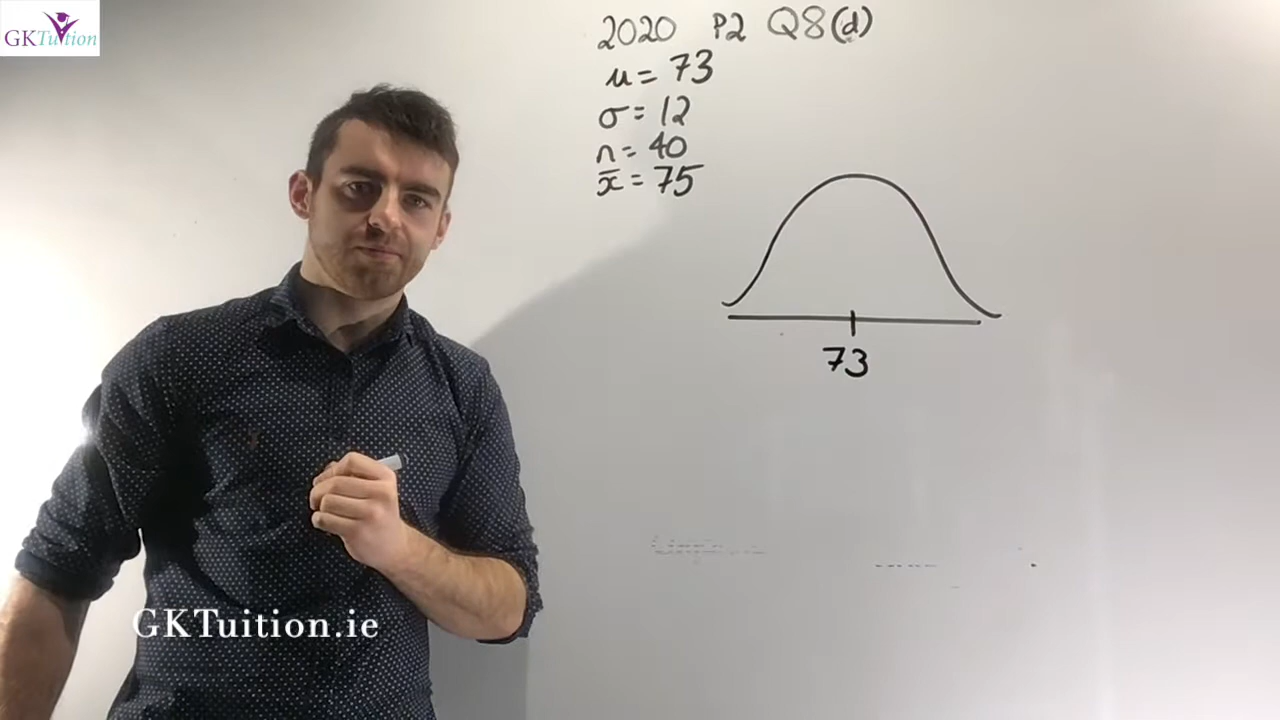 GKTuition
2020 P2 Q8(d)
μ = 73
σ = 12
n = 40
x̄ = 75
73
GKTuition.ie